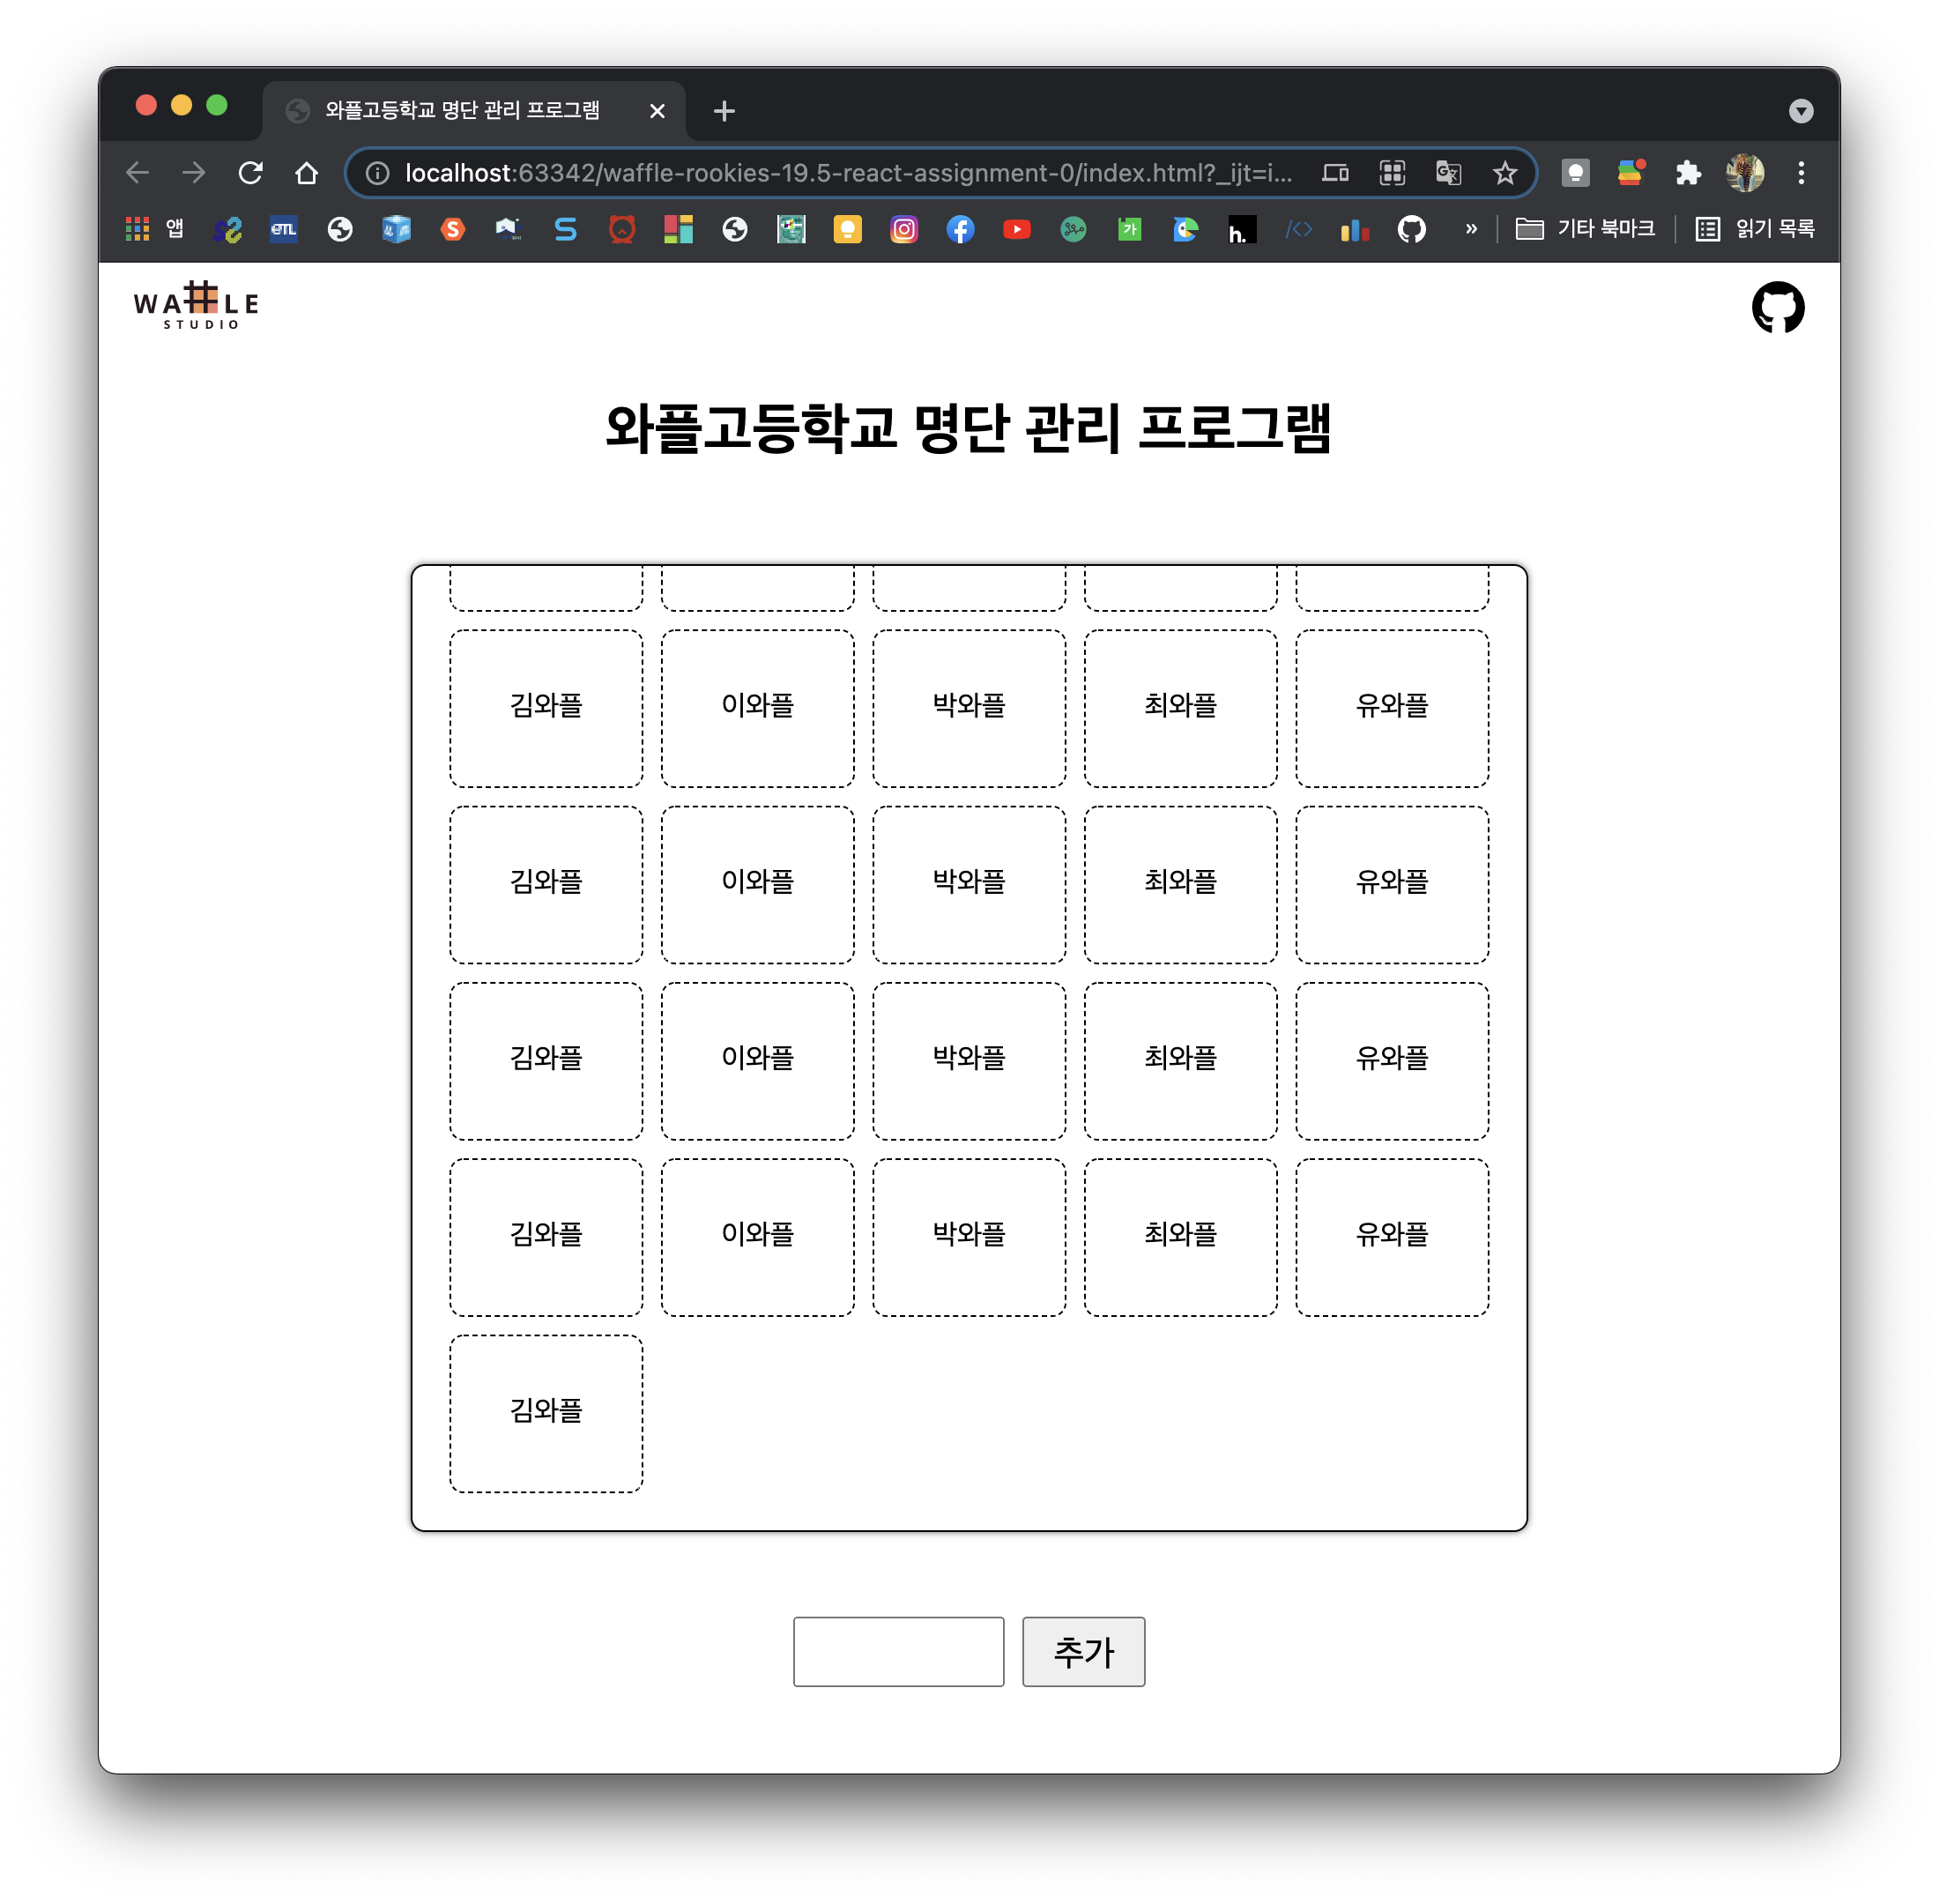 와플고등학교 명단 관리 프로그램
localhost:63342/waffle-rookies-19.5-react-assignment-0/index.html?_ijt=i...
앱 eTL S 가 h. </> » 기타 북마크 읽기 목록
WAFFLE
STUDIO
와플고등학교 명단 관리 프로그램
김와플 이와플 박와플 최와플 유와플
김와플 이와플 박와플 최와플 유와플
김와플 이와플 박와플 최와플 유와플
김와플 이와플 박와플 최와플 유와플
김와플
추가